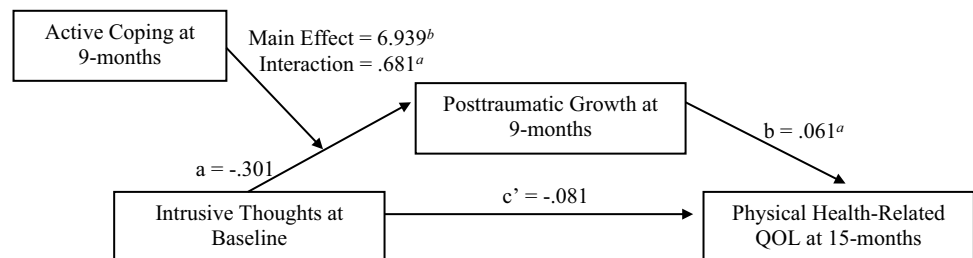 Active Coping at
9-months
Main Effect = 6.939ᵇ
Interaction = .681ᵃ
Posttraumatic Growth at
9-months
b = .061ᵃ
a = -.301
c’ = -.081
Intrusive Thoughts at
Baseline
Physical Health-Related
QOL at 15-months